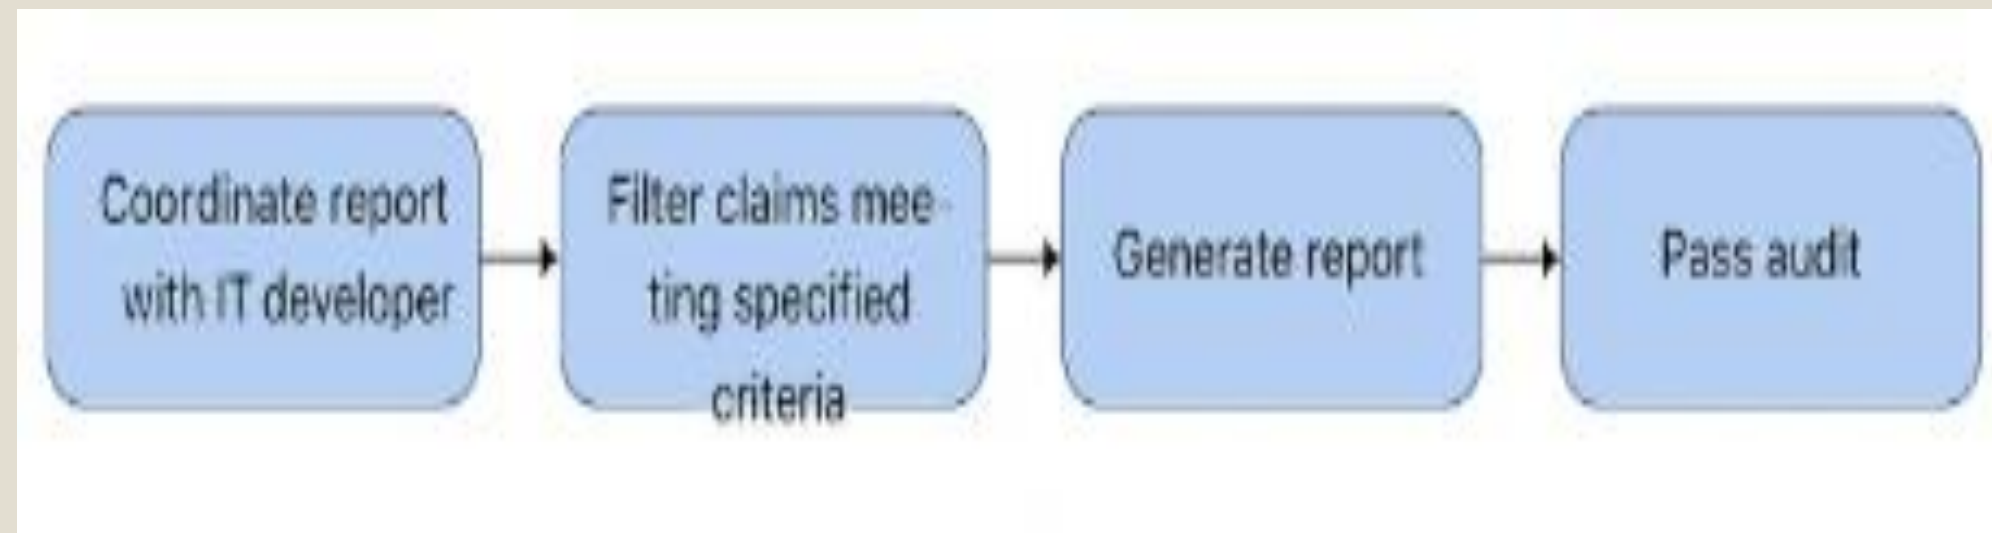 Coordinate report
with IT developer
Filter claims mee-
ting specified
criteria
Generate report
Pass audit